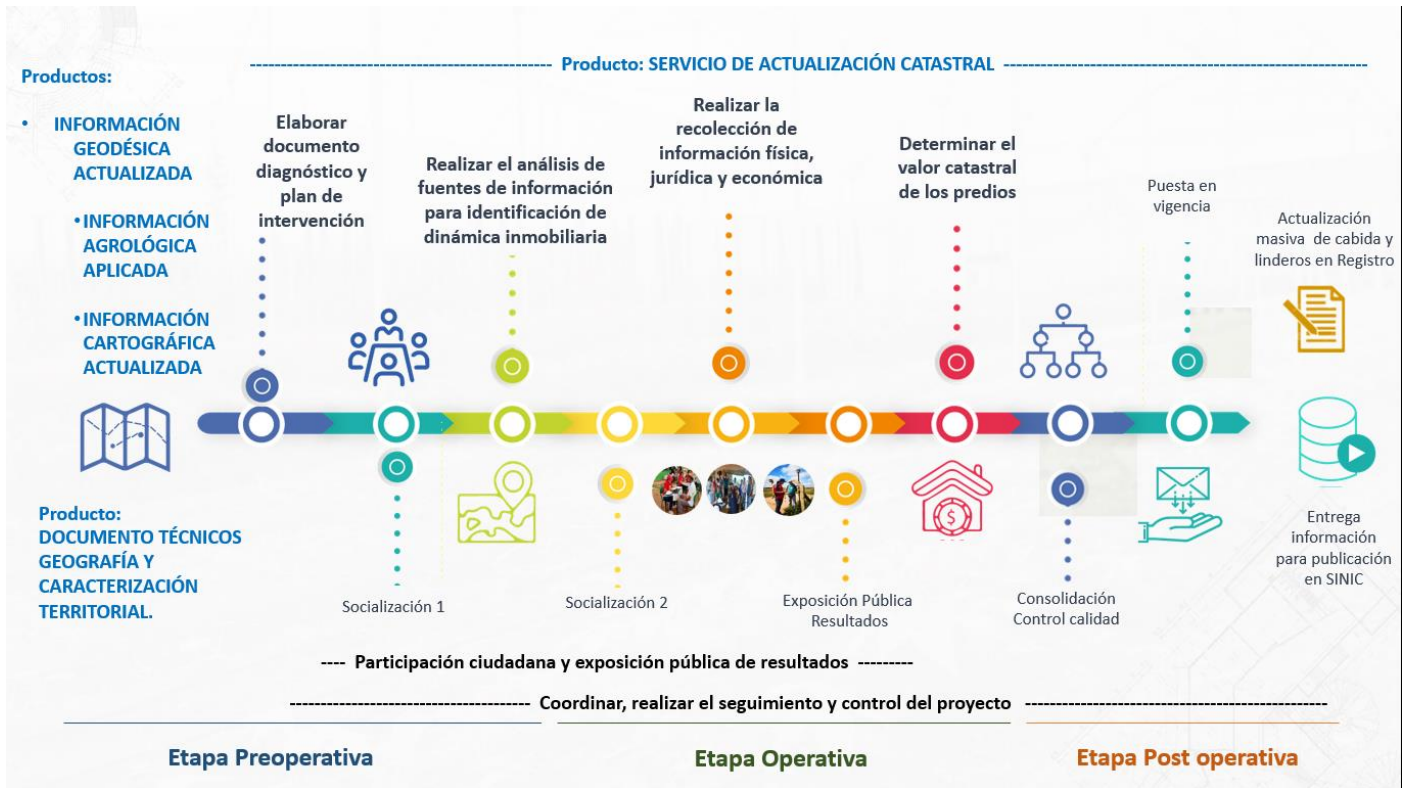 Producto: SERVICIO DE ACTUALIZACIÓN CATASTRAL
Productos:
• INFORMACIÓN
GEODÉSICA
ACTUALIZADA
•INFORMACIÓN
AGROLÓGICA
APLICADA
•INFORMACIÓN
CARTOGRÁFICA
ACTUALIZADA
Producto:
DOCUMENTO TÉCNICOS
GEOGRAFÍA Y
CARACTERIZACIÓN
TERRITORIAL.
Elaborar
documento
diagnóstico y
plan de
intervención
Socialización 1
Realizar el análisis de
fuentes de información
para identificación de
dinámica inmobiliaria
Socialización 2
Realizar la
recolección de
información física,
jurídica y económica
Exposición Pública
Resultados
Determinar el
valor catastral
de los predios
$
Consolidación
Control calidad
Puesta en
vigencia
Actualización
masiva de cabida y
linderos en Registro
Entrega
información
para publicación
en SINIC
---- Participación ciudadana y exposición pública de resultados ---------
Coordinar, realizar el seguimiento y control del proyecto
Etapa Preoperativa
Etapa Operativa
Etapa Post operativa